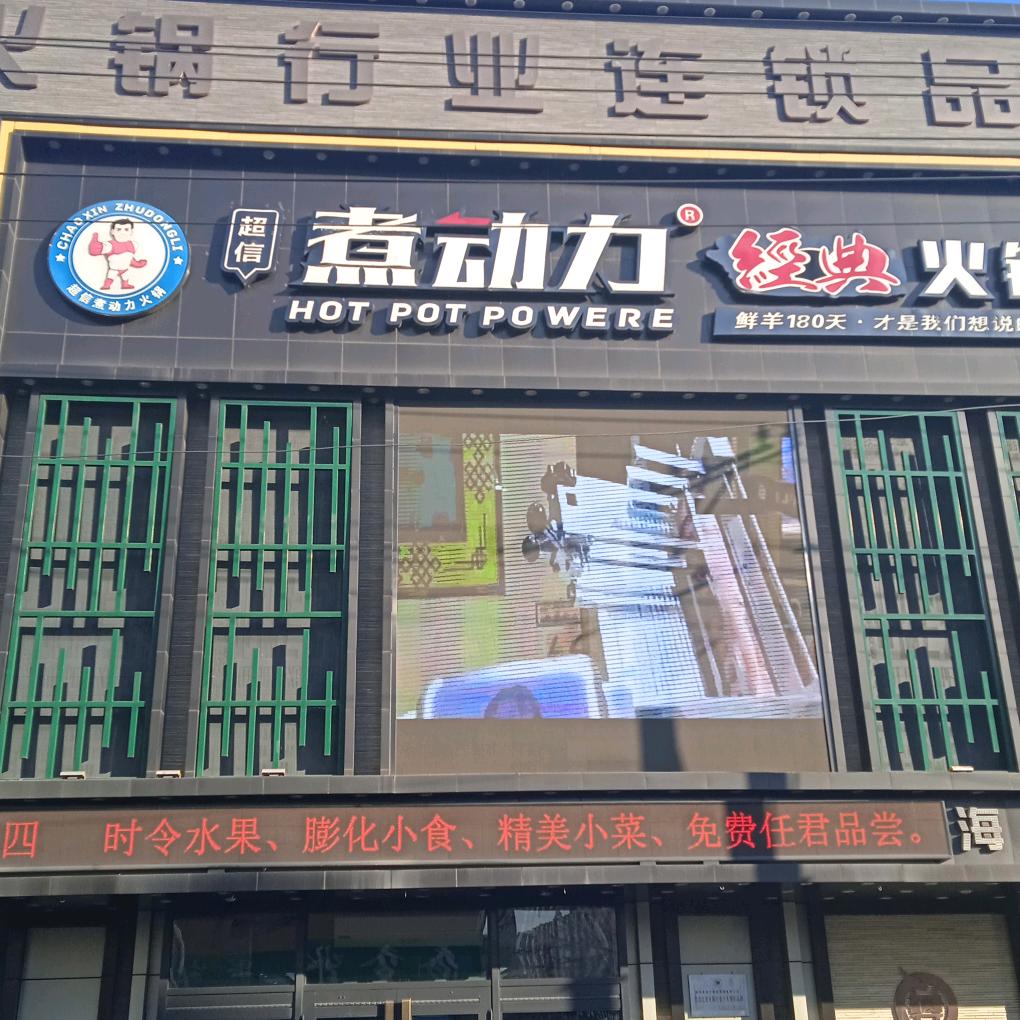 火锅行业连锁品
CHAOXIN ZHUDONGLI
超信煮动力火锅
超信
煮动力®
HOT POT POWERE
經典火锅
鲜羊180天·才是我们想说的
四 时令水果、膨化小食、精美小菜、免费任君品尝。
海